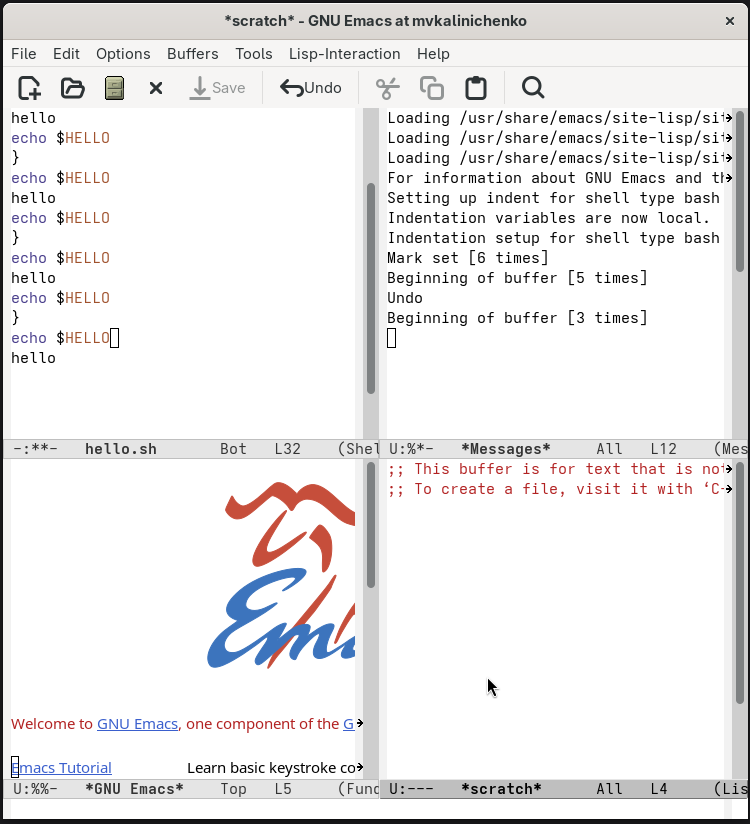 *scratch* - GNU Emacs at mvkalinichenko
File Edit Options Buffers Tools Lisp-Interaction Help
Save Undo
hello
echo $HELLO
}
echo $HELLO
hello
echo $HELLO
}
echo $HELLO
hello
echo $HELLO
}
echo $HELLO
hello
-:**- hello.sh Bot L32 (Shel
Loading /usr/share/emacs/site-lisp/sit
Loading /usr/share/emacs/site-lisp/sit
Loading /usr/share/emacs/site-lisp/sit
For information about GNU Emacs and th
Setting up indent for shell type bash
Indentation variables are now local.
Indentation setup for shell type bash
Mark set [6 times]
Beginning of buffer [5 times]
Undo
Beginning of buffer [3 times]
U:%*- *Messages* All L12 (Mes
Ema
Welcome to GNU Emacs, one component of the G
Emacs Tutorial Learn basic keystroke co
U:%%- *GNU Emacs* Top L5 (Fund
;; This buffer is for text that is not
;; To create a file, visit it with ‘C-
U:--- *scratch* All L4 (Lis